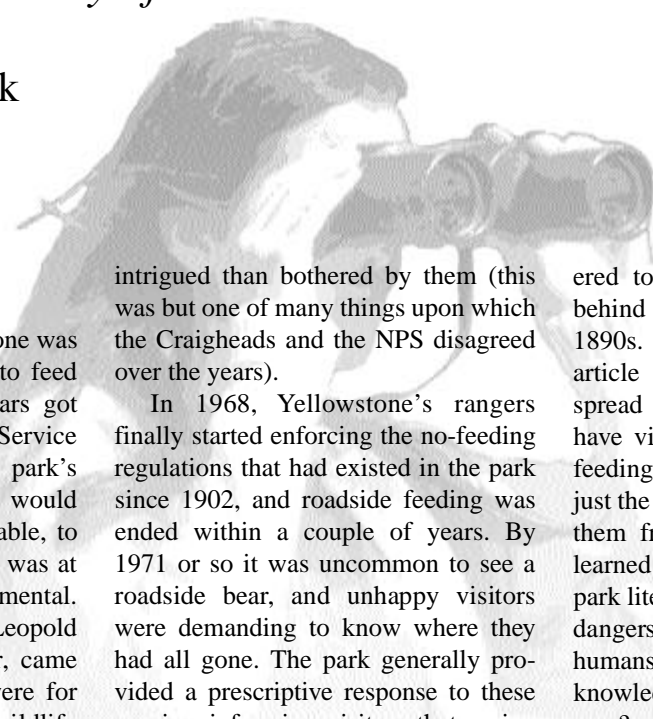 k
one was
to feed
ars got
Service
park's
would
able, to
was at
mental.
Leopold
r, came
vere for
intrigued than bothered by them (this
was but one of many things upon which
the Craigheads and the NPS disagreed
over the years).
In 1968, Yellowstone's rangers
finally started enforcing the no-feeding
regulations that had existed in the park
since 1902, and roadside feeding was
ended within a couple of years. By
1971 or so it was uncommon to see a
roadside bear, and unhappy visitors
were demanding to know where they
had all gone. The park generally pro-
vided a prescriptive response to these
ered to
behind
1890s.
article
spread
have vi
feeding
just the
them fr
learned
park lite
dangers
humans
knowled